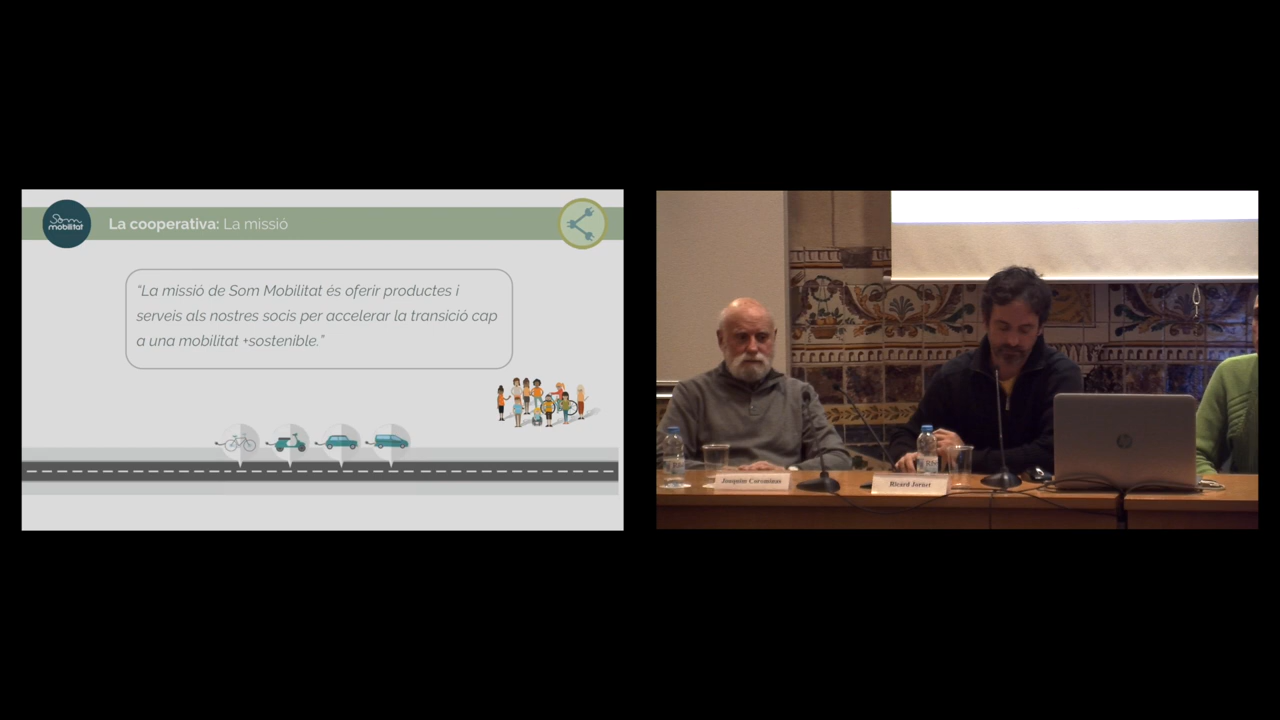 Som
mobilitat
La cooperativa: La missió
“La missió de Som Mobilitat és oferir productes i
serveis als nostres socis per accelerar la transició cap
a una mobilitat +sostenible.”
Joaquim Corominas
Ricard Jornet
hp